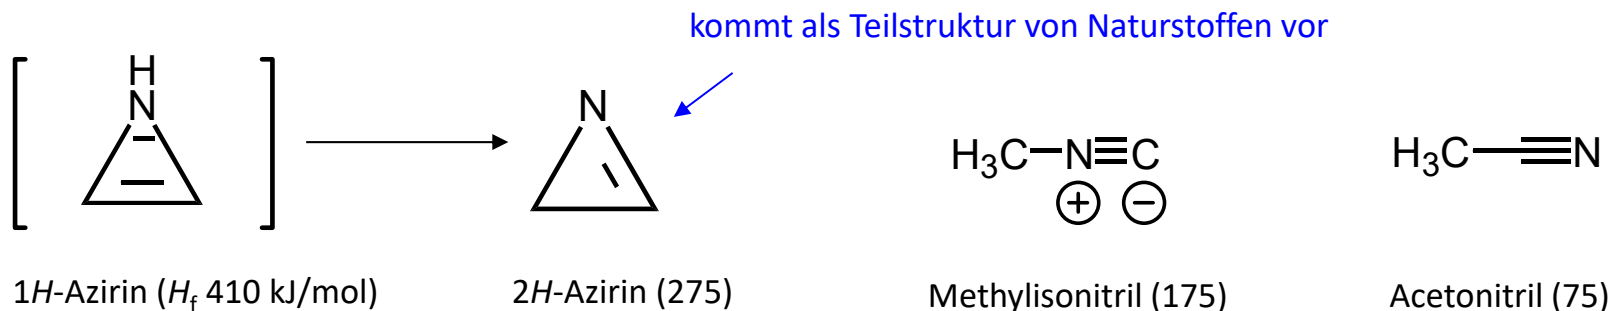 kommt als Teilstruktur von Naturstoffen vor
H
N
N
H₃C N C
+ −
H₃C N
1H-Azirin (Hf 410 kJ/mol)
2H-Azirin (275)
Methylisonitril (175)
Acetonitril (75)